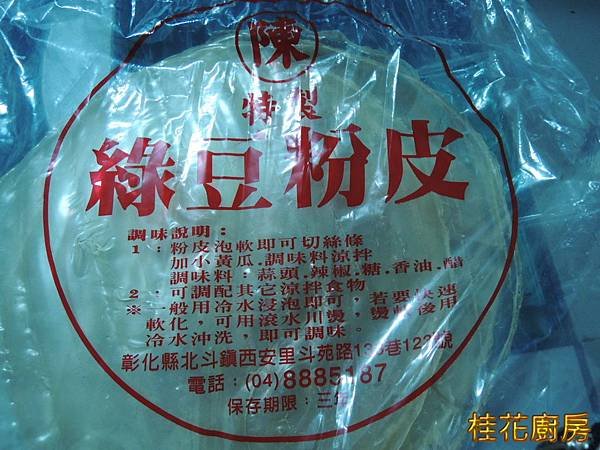 陳
特製
綠豆粉皮
調味說明：
1：粉皮泡軟即可切絲條
加小黃瓜．調味料涼拌
調味料：蒜頭．辣椒．糖．香油．醋
2：可調配其它涼拌食物
※一般用冷水浸泡即可，若要快速
軟化，可用滾水川燙，燙軟後用
冷水沖洗，即可調味。
彰化縣北斗鎮西安里斗苑路巷號
電話：(04)8885187
保存期限：三年
桂花廚房